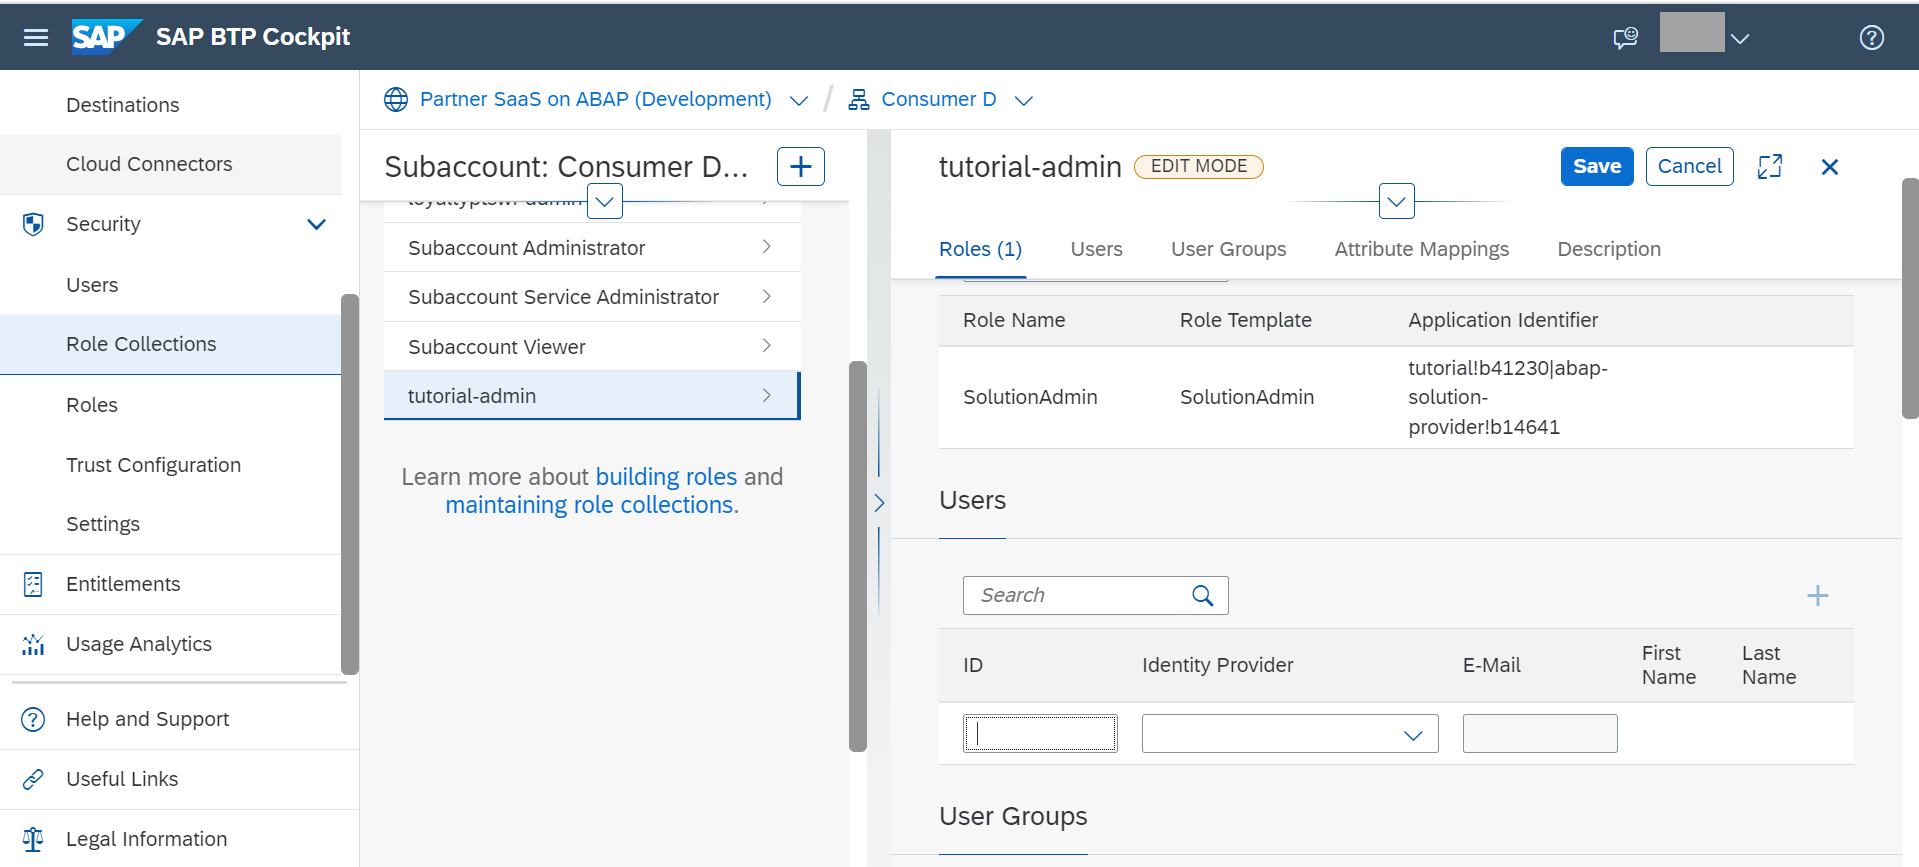 SAP SAP BTP Cockpit
Destinations
Cloud Connectors
Security
Users
Role Collections
Roles
Trust Configuration
Settings
Entitlements
Usage Analytics
Help and Support
Useful Links
Legal Information
Partner SaaS on ABAP (Development) / Consumer D
Subaccount: Consumer D...
Subaccount Administrator
Subaccount Service Administrator
Subaccount Viewer
tutorial-admin
Learn more about building roles and
maintaining role collections.
tutorial-admin EDIT MODE Save Cancel
Roles (1) Users User Groups Attribute Mappings Description
Role Name Role Template Application Identifier
SolutionAdmin SolutionAdmin tutorial!b41230|abap-
solution-
provider!b14641
Users
Search
ID Identity Provider E-Mail First Name Last Name
User Groups